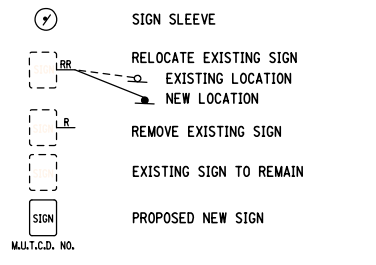 SIGN SLEEVE
RELOCATE EXISTING SIGN
RR
EXISTING LOCATION
NEW LOCATION
R
REMOVE EXISTING SIGN
EXISTING SIGN TO REMAIN
SIGN
PROPOSED NEW SIGN
M.U.T.C.D. NO.